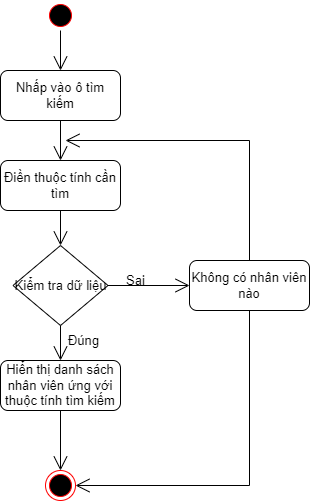 Nhấp vào ô tìm
kiếm
Điền thuộc tính cần
tìm
Kiểm tra dữ liệu
Sai
Không có nhân viên
nào
Đúng
Hiển thị danh sách
nhân viên ứng với
thuộc tính tìm kiếm